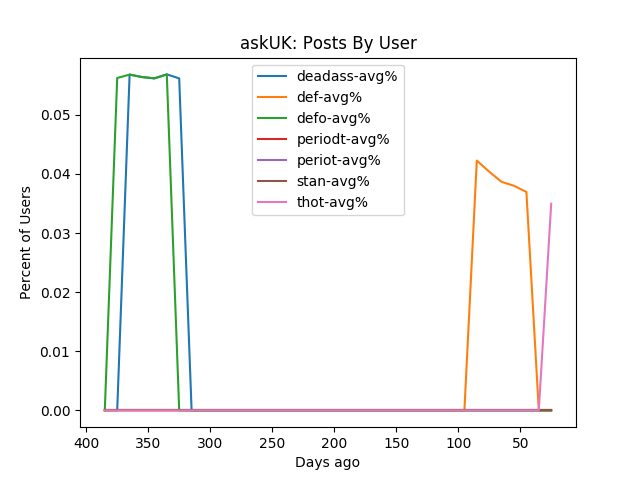 askUK: Posts By User
deadass-avg%
def-avg%
defo-avg%
periodt-avg%
periot-avg%
stan-avg%
thot-avg%
Percent of Users
0.05
0.04
0.03
0.02
0.01
0.00
400 350 300 250 200 150 100 50
Days ago